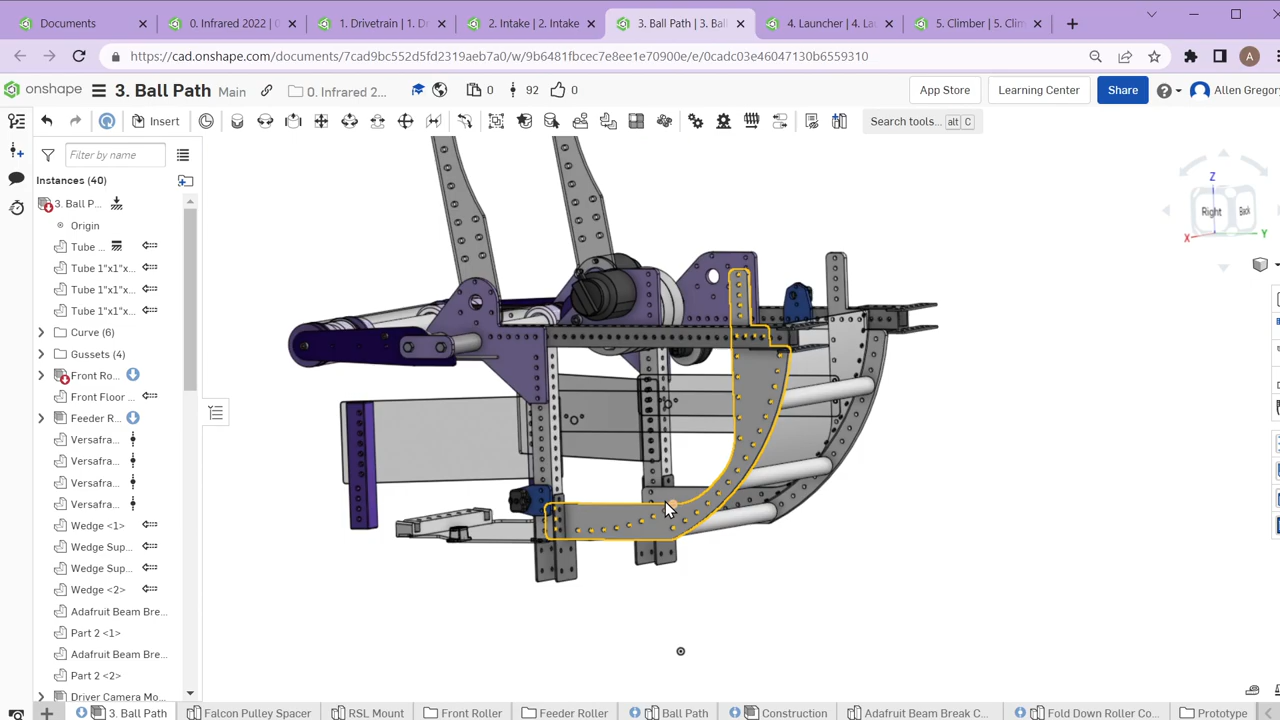 Documents
0. Infrared 2022 |
1. Drivetrain | 1. Dr
2. Intake | 2. Intake
3. Ball Path | 3. Bal
4. Launcher | 4. Lau
5. Climber | 5. Clim
https://cad.onshape.com/documents/7cad9bc552d5fd2319aeb7a0/w/9b6481fbcec7e8ee1e70900e/e/0cadc03e46047130b6559310
A
onshape
3. Ball Path
Main
0. Infrared 2...
0
92
0
App Store
Learning Center
Share
Allen Gregory
Insert
Search tools...
alt
C
Filter by name
Instances (40)
3. Ball P...
Origin
Tube ...
Tube 1"x1"x...
Tube 1"x1"x...
Tube 1"x1"x...
Curve (6)
Gussets (4)
Front Ro...
Front Floor ...
Feeder R...
Versafra...
Versafra...
Versafra...
Versafra...
Wedge <1>
Wedge Sup...
Wedge Sup...
Wedge <2>
Adafruit Beam Bre...
Part 2 <1>
Adafruit Beam Bre...
Part 2 <2>
Driver Camera Mo...
Z
Right
Back
X
Y
3. Ball Path
Falcon Pulley Spacer
RSL Mount
Front Roller
Feeder Roller
Ball Path
Construction
Adafruit Beam Break C...
Fold Down Roller Co...
Prototype